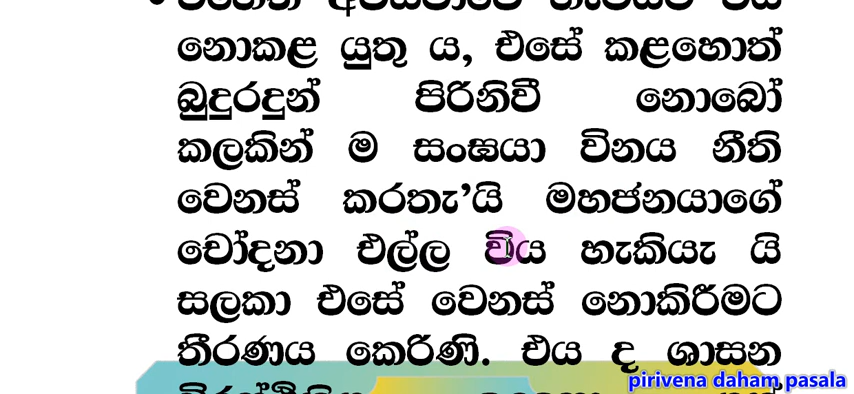 නොකළ යුතු ය, එසේ කළහොත්
බුදුරදුන් පිරිනිවී නොබෝ
කලකින් ම සංඝයා විනය නීති
වෙනස් කරතැ’යි මහජනයාගේ
චෝදනා එල්ල විය හැකියැ යි
සලකා එසේ වෙනස් නොකිරීමට
තීරණය කෙරිණි. එය ද ශාසන
pirivena daham pasala